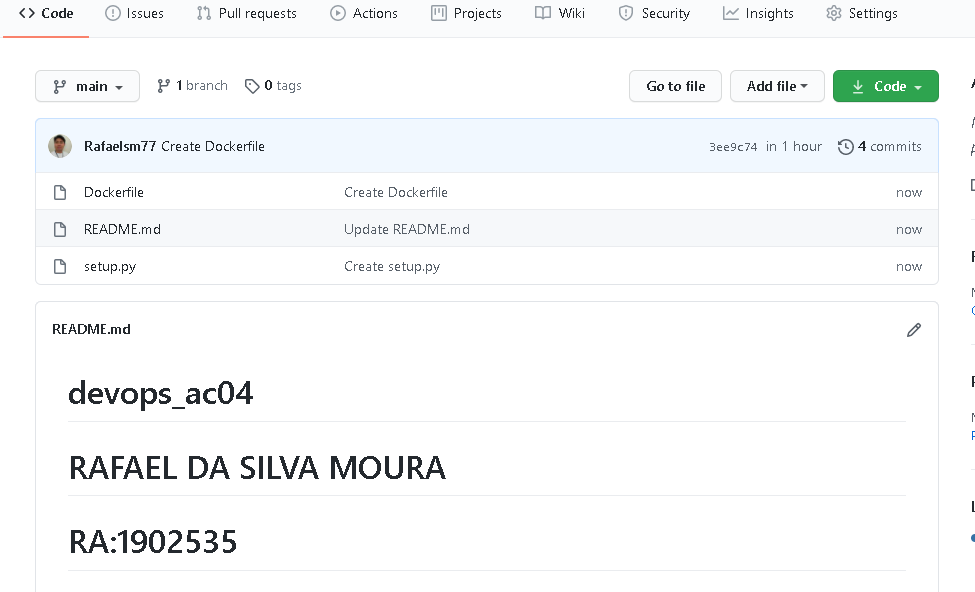 Code Issues Pull requests Actions Projects Wiki Security Insights Settings
main 1 branch 0 tags Go to file Add file Code
Rafaelsm77 Create Dockerfile 3ee9c74 in 1 hour 4 commits
Dockerfile Create Dockerfile now
README.md Update README.md now
setup.py Create setup.py now
README.md
devops_ac04
RAFAEL DA SILVA MOURA
RA:1902535